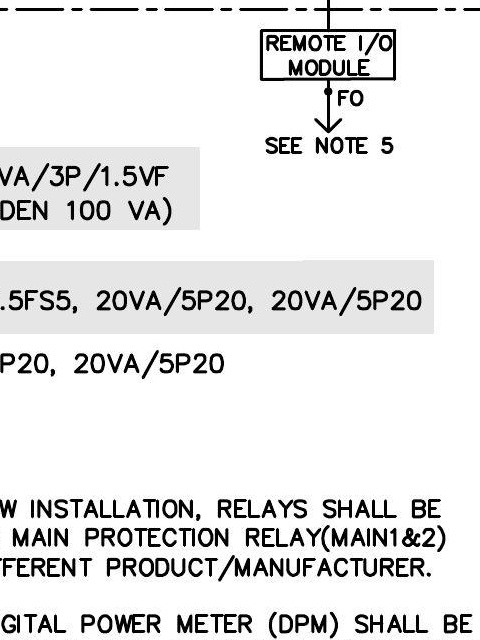 REMOTE I/O
MODULE
FO
SEE NOTE 5
VA/3P/1.5VF
DEN 100 VA)
.5FS5, 20VA/5P20, 20VA/5P20
P20, 20VA/5P20
W INSTALLATION, RELAYS SHALL BE
MAIN PROTECTION RELAY(MAIN1&2)
FFERENT PRODUCT/MANUFACTURER.
GITAL POWER METER (DPM) SHALL BE